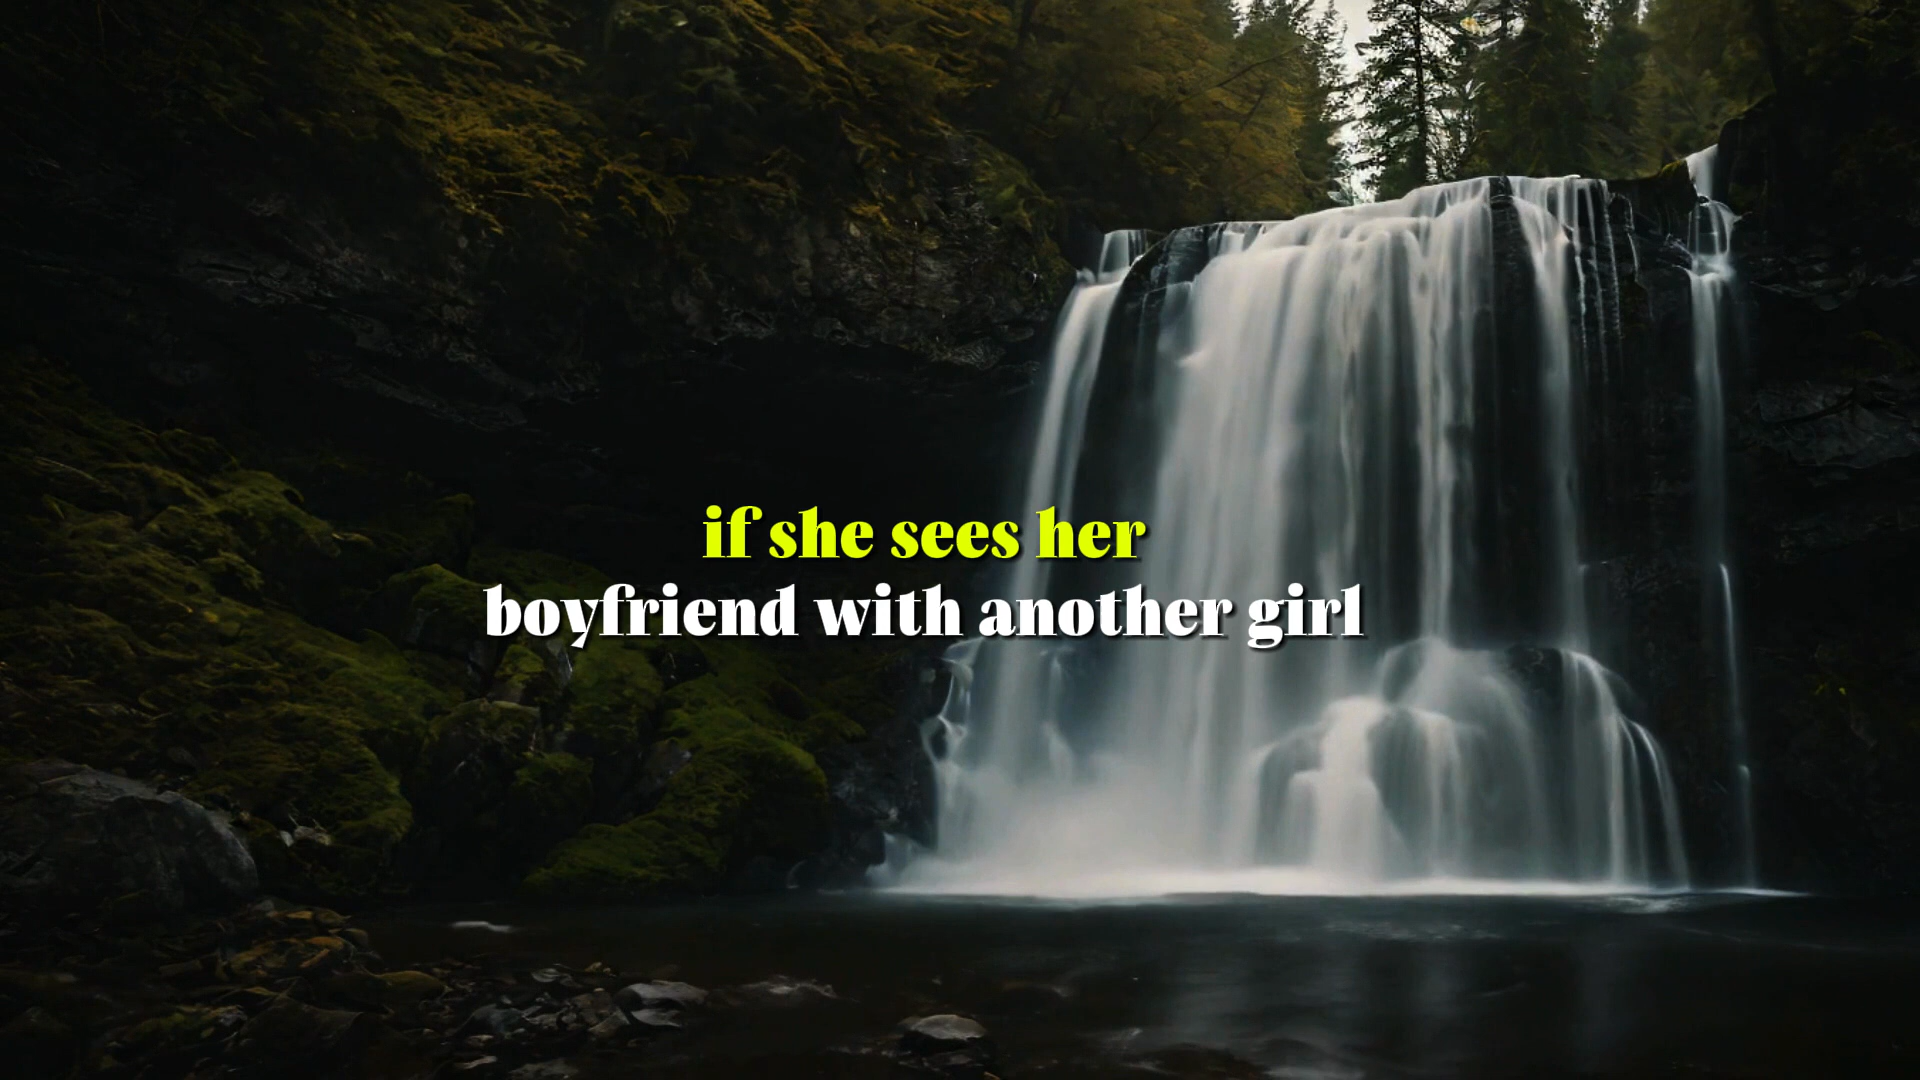 if she sees her
boyfriend with another girl